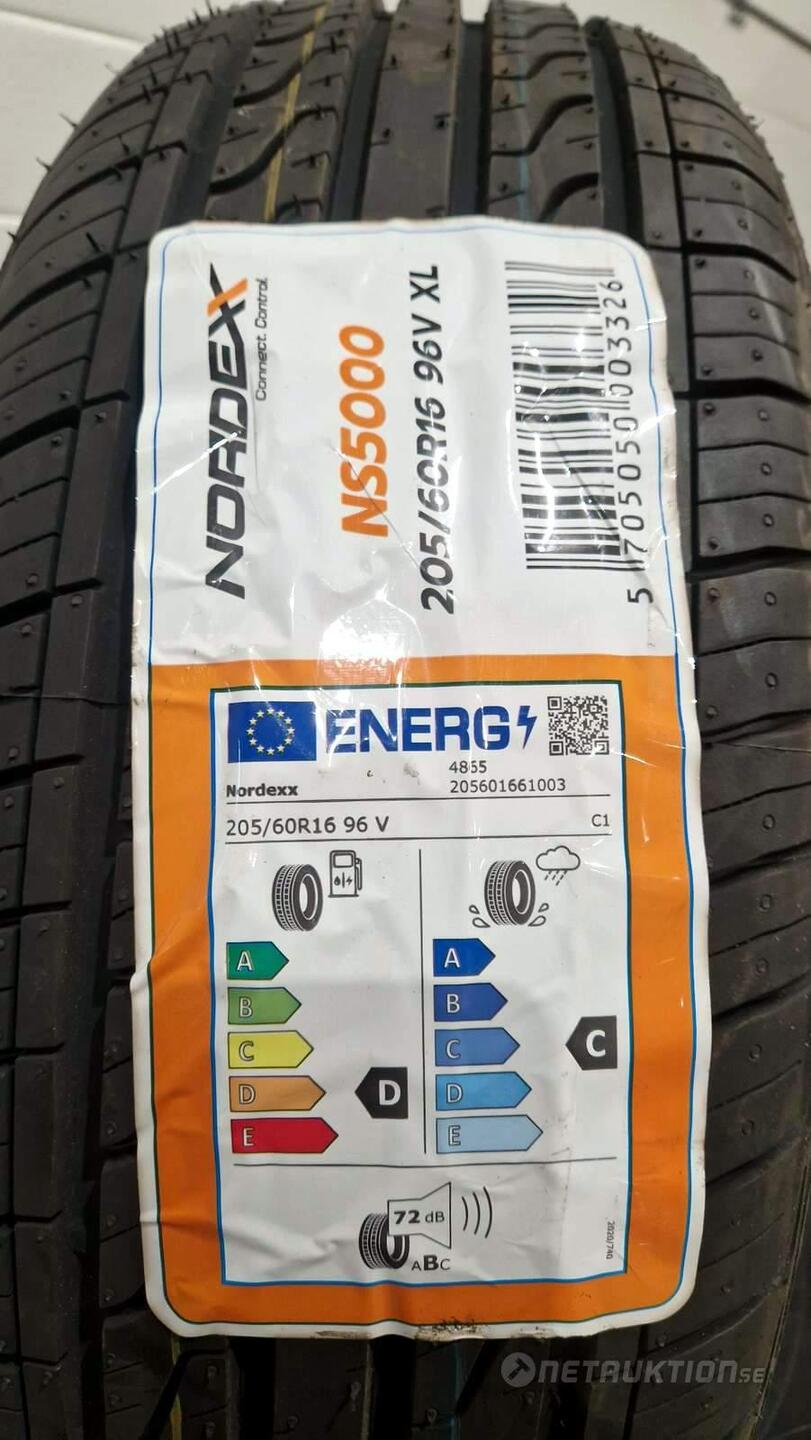 NORDEXX
Connect. Control.
NS5000
205/60R16 96V XL
5 705050 003326
ENERG
Nordexx
4865
205601661003
205/60R16 96 V
C1
A
B
C
D
E
D
A
B
C
D
E
C
72 dB
ABC
2020/740
NETAUKTION.SE